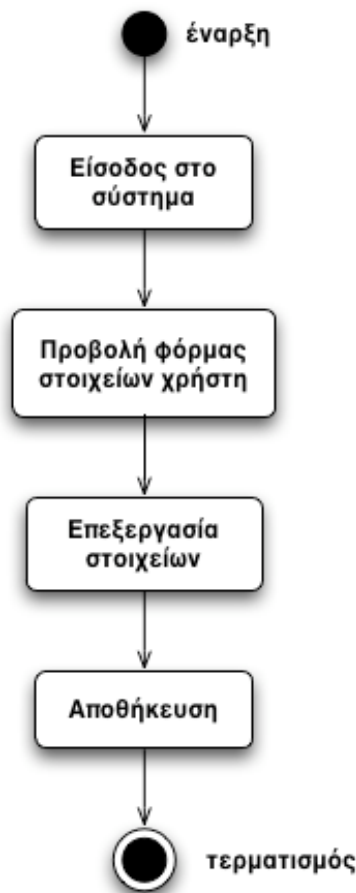 έναρξη
Είσοδος στο
σύστημα
Προβολή φόρμας
στοιχείων χρήστη
Επεξεργασία
στοιχείων
Αποθήκευση
τερματισμός